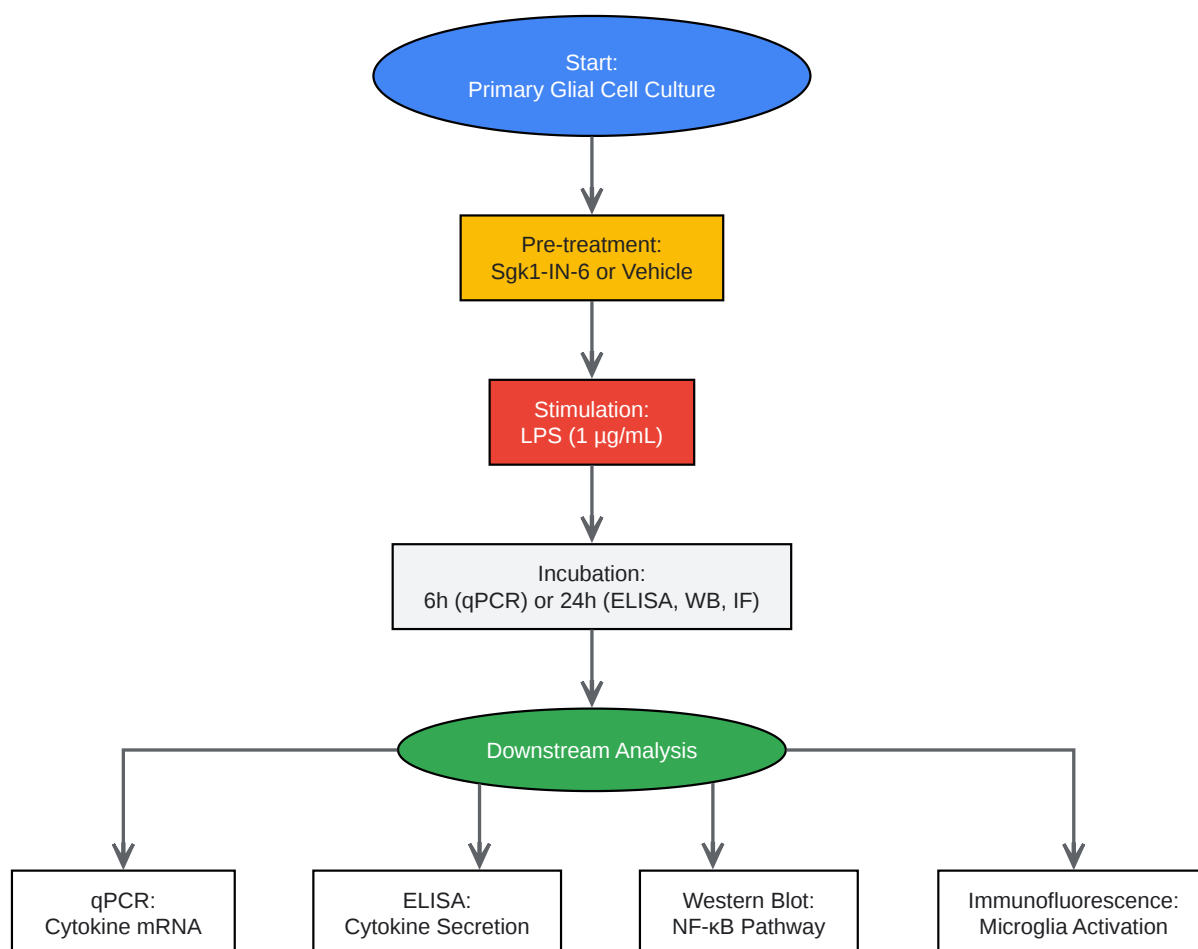 Start:
Primary Glial Cell Culture
Pre-treatment:
Sgk1-IN-6 or Vehicle
Stimulation:
LPS (1 µg/mL)
Incubation:
6h (qPCR) or 24h (ELISA, WB, IF)
Downstream Analysis
qPCR:
Cytokine mRNA
ELISA:
Cytokine Secretion
Western Blot:
NF-κB Pathway
Immunofluorescence:
Microglia Activation